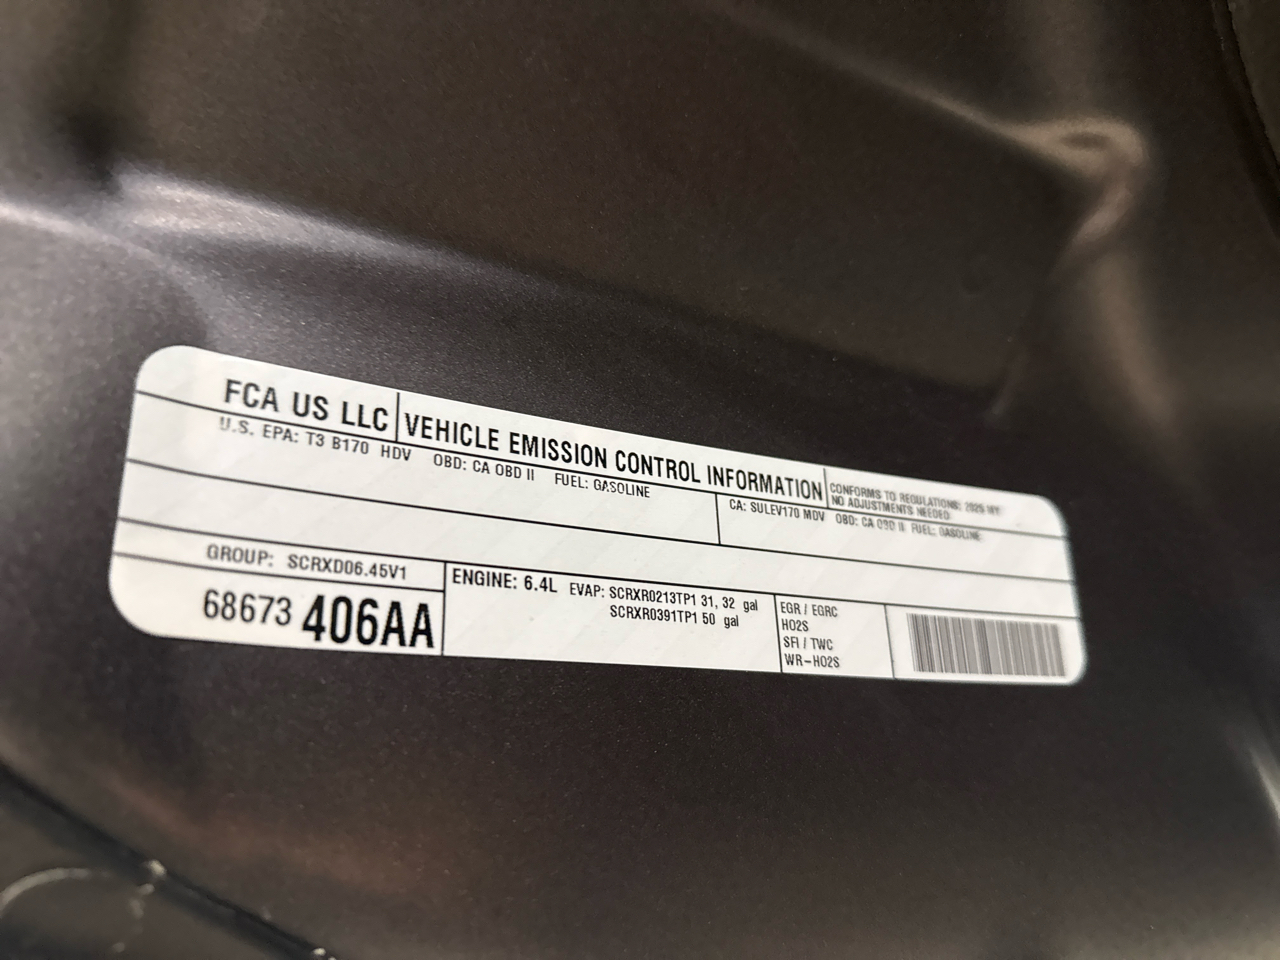 FCA US LLC VEHICLE EMISSION CONTROL INFORMATION
CONFORMS TO REGULATIONS: 2025 MY
NO ADJUSTMENTS NEEDED
U.S. EPA: T3 B170 HDV OBD: CA OBD II FUEL: GASOLINE
CA: SULEV170 MDV OBD: CA OBD II FUEL: GASOLINE
GROUP: SCRXD06.45V1
68673 406AA
ENGINE: 6.4L EVAP: SCRXR0213TP1 31, 32 gal
SCRXR0391TP1 50 gal
EGR / EGRC
HO2S
SFI / TWC
WR-HO2S